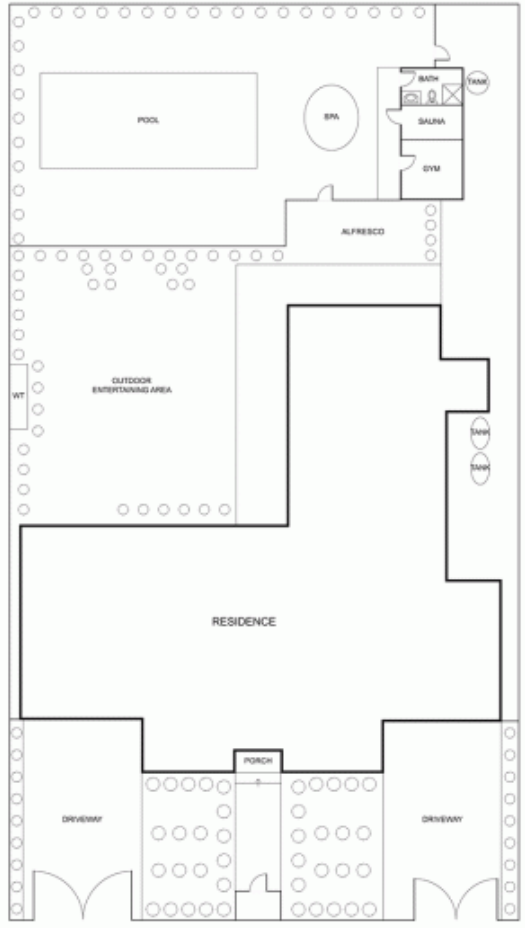 BATH
TANK
POOL
SPA
SAUNA
GYM
ALFRESCO
OUTDOOR
ENTERTAINING AREA
WT
TANK
TANK
RESIDENCE
PORCH
DRIVEWAY
DRIVEWAY